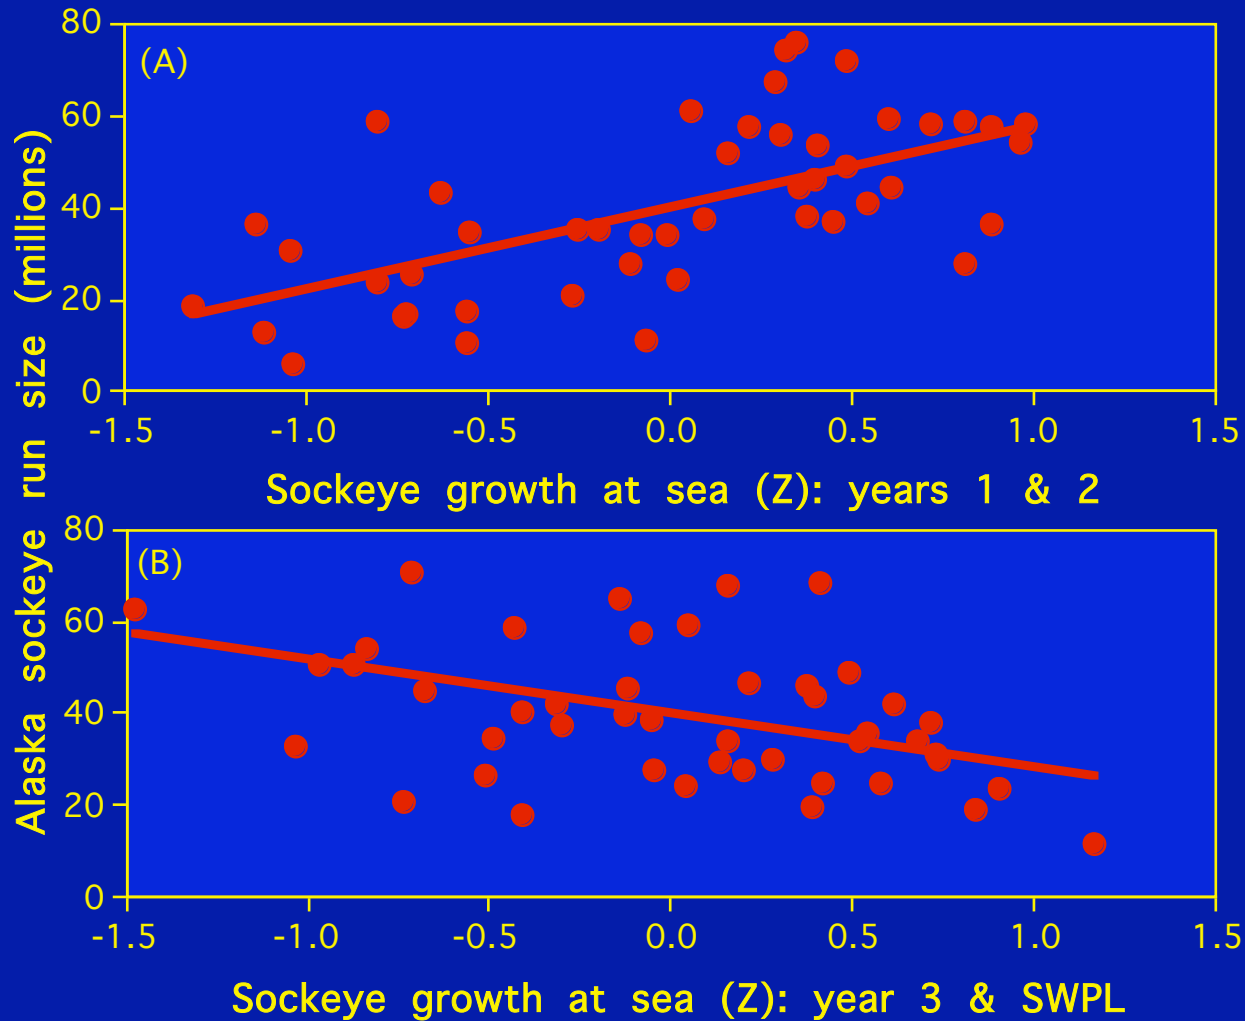 80
(A)
60
40
20
0
-1.5 -1.0 -0.5 0.0 0.5 1.0 1.5
Sockeye growth at sea (Z): years 1 & 2
Alaska sockeye run size (millions)
80
(B)
60
40
20
0
-1.5 -1.0 -0.5 0.0 0.5 1.0 1.5
Sockeye growth at sea (Z): year 3 & SWPL